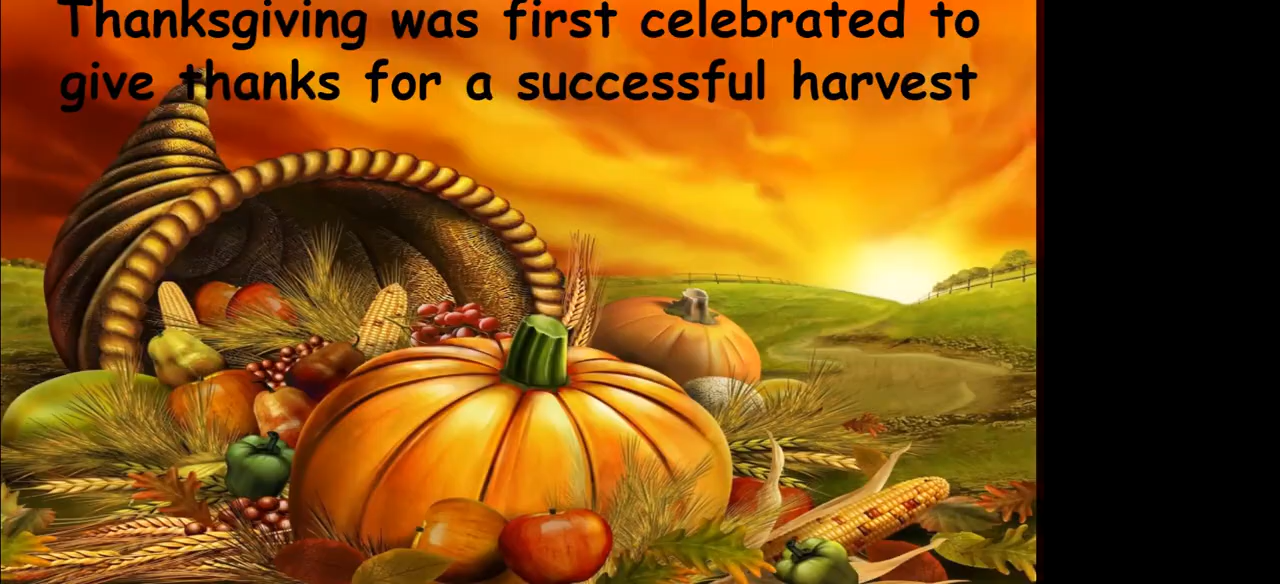 Thanksgiving was first celebrated to
give thanks for a successful harvest